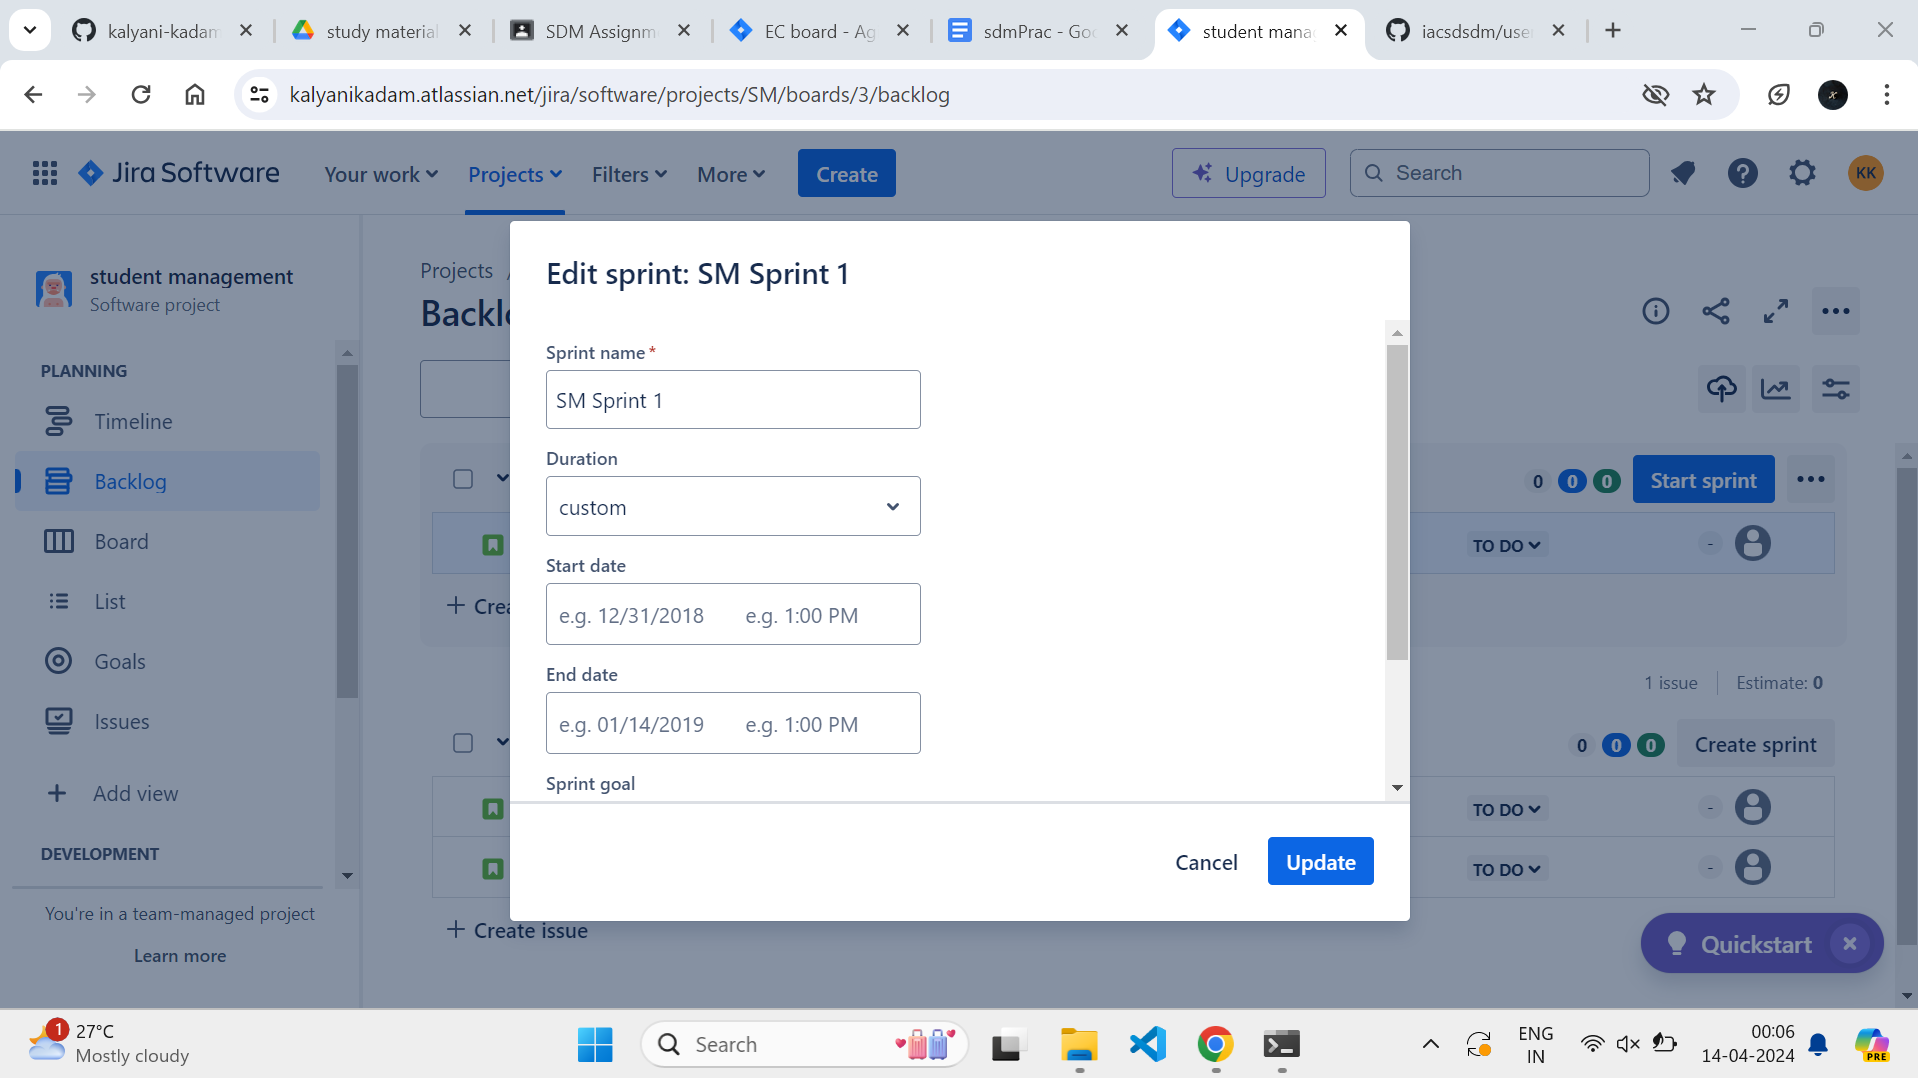 kalyani-kadam
study material
SDM Assignm
EC board - Ag
sdmPrac - Goo
student mana
iacsdsdm/use
kalyanikadam.atlassian.net/jira/software/projects/SM/boards/3/backlog
Jira Software
Your work
Projects
Filters
More
Create
Upgrade
Search
KK
student management
Software project
PLANNING
Timeline
Backlog
Board
List
Goals
Issues
Add view
DEVELOPMENT
You're in a team-managed project
Learn more
Projects /
Backlo
Edit sprint: SM Sprint 1
Sprint name *
SM Sprint 1
Duration
custom
Start date
e.g. 12/31/2018 e.g. 1:00 PM
End date
e.g. 01/14/2019 e.g. 1:00 PM
Sprint goal
Cancel
Update
0 0 0 Start sprint
TO DO -
+ Crea
1 issue Estimate: 0
0 0 0 Create sprint
TO DO -
TO DO -
+ Create issue
Quickstart
1
27°C
Mostly cloudy
Search
ENG
IN
00:06
14-04-2024
PRE